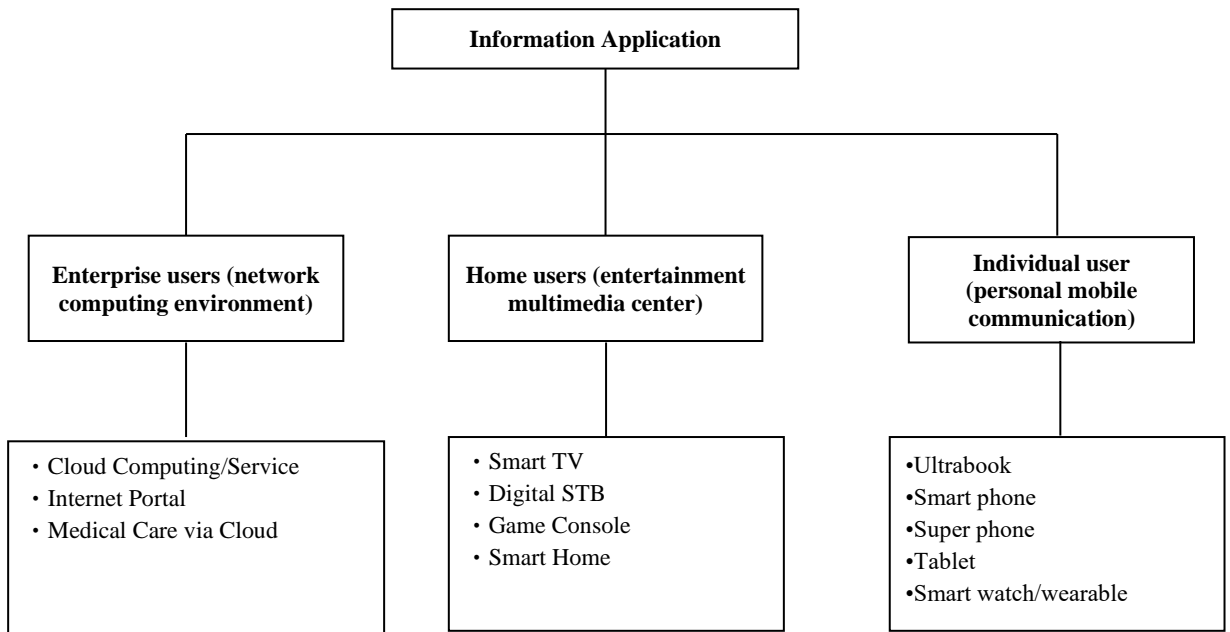 Information Application
Enterprise users (network
computing environment)
Home users (entertainment
multimedia center)
Individual user
(personal mobile
communication)
・Cloud Computing/Service
・Internet Portal
・Medical Care via Cloud
・Smart TV
・Digital STB
・Game Console
・Smart Home
•Ultrabook
•Smart phone
•Super phone
•Tablet
•Smart watch/wearable